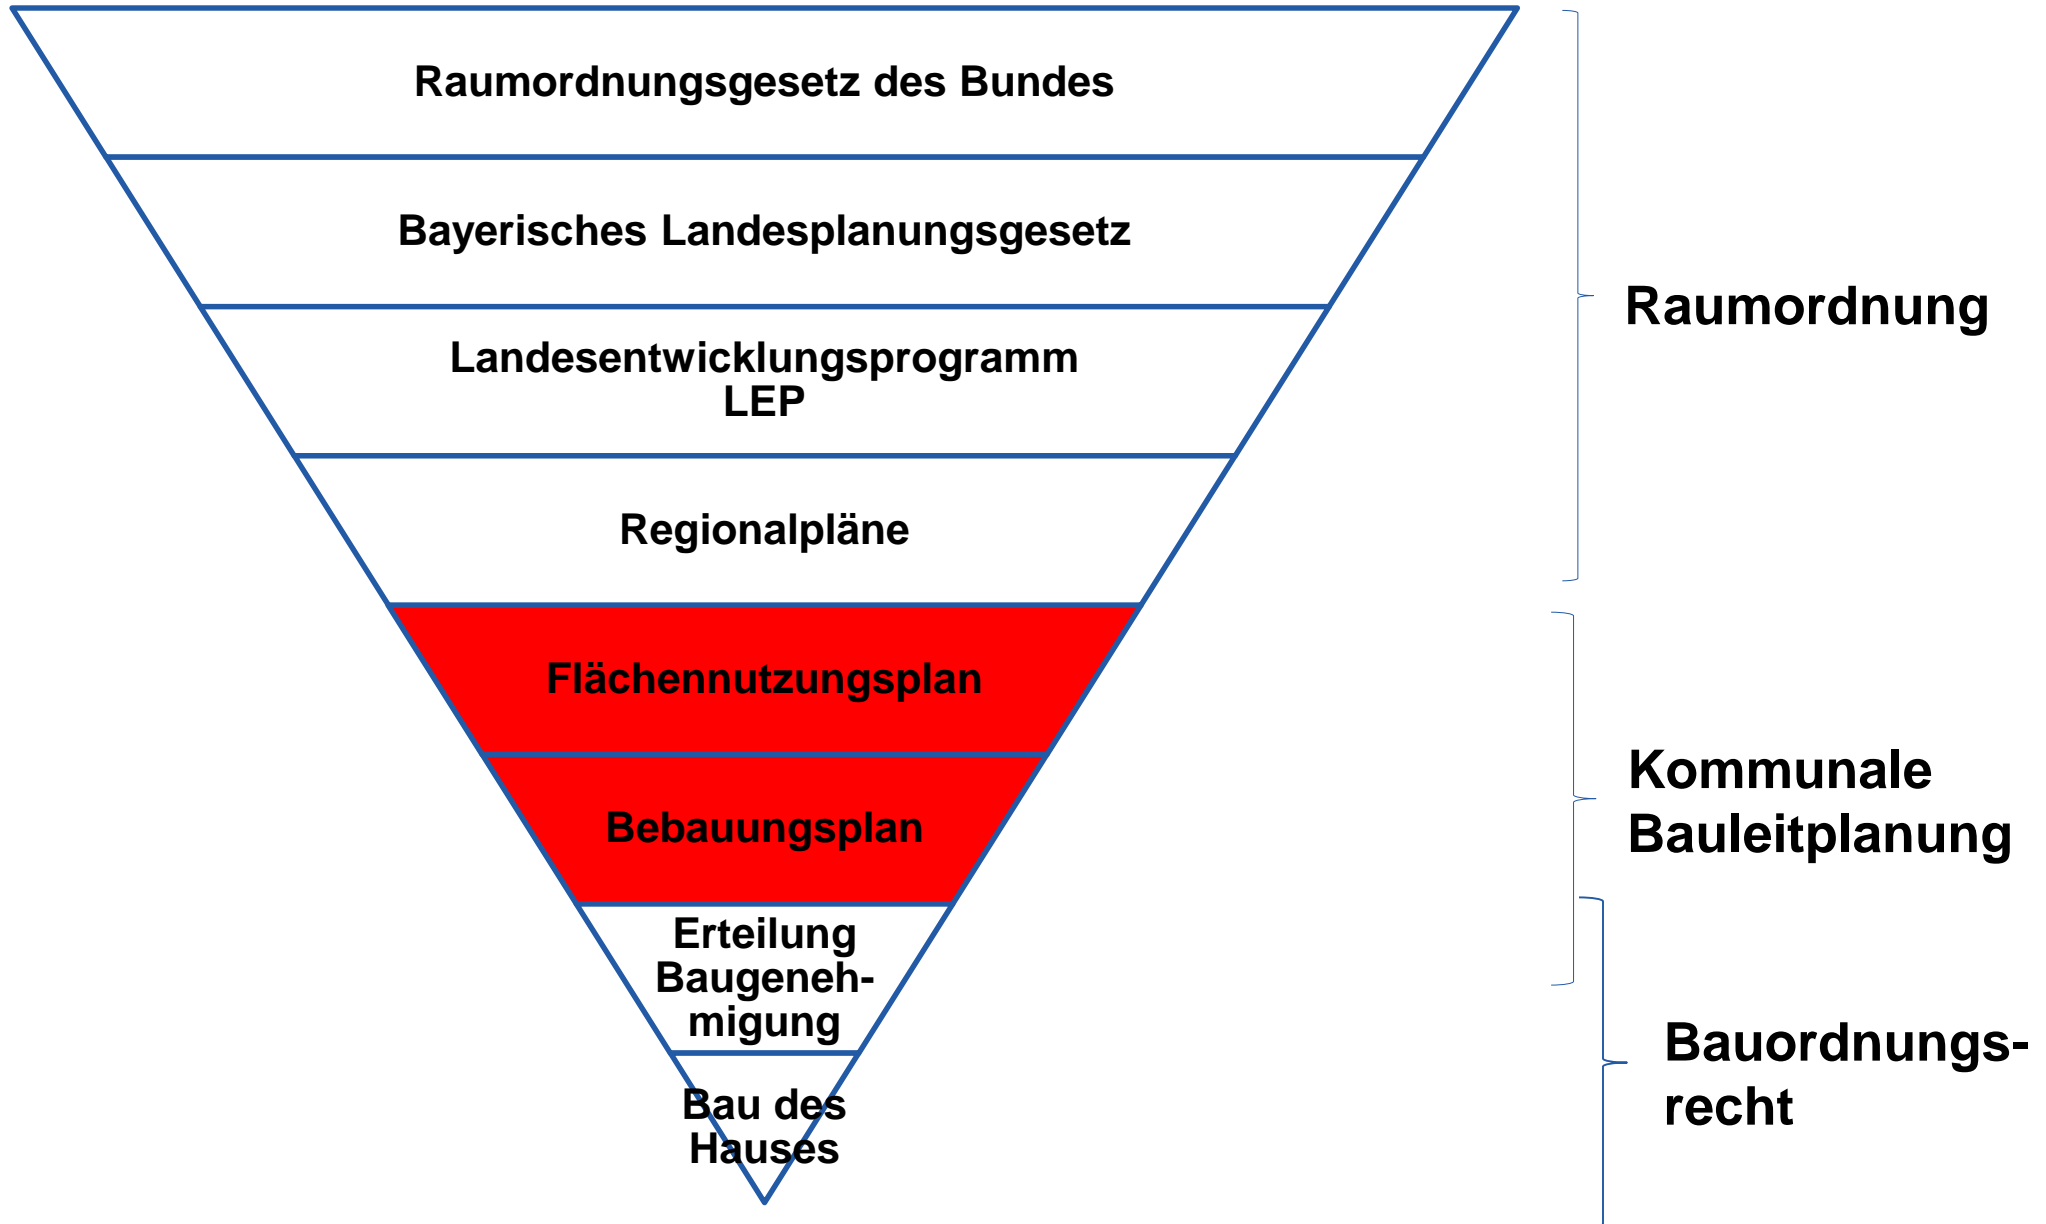 Raumordnungsgesetz des Bundes
Bayerisches Landesplanungsgesetz
Landesentwicklungsprogramm
LEP
Regionalpläne
Flächennutzungsplan
Bebauungsplan
Erteilung
Baugeneh-
migung
Bau des
Hauses
Raumordnung
Kommunale
Bauleitplanung
Bauordnungs-
recht